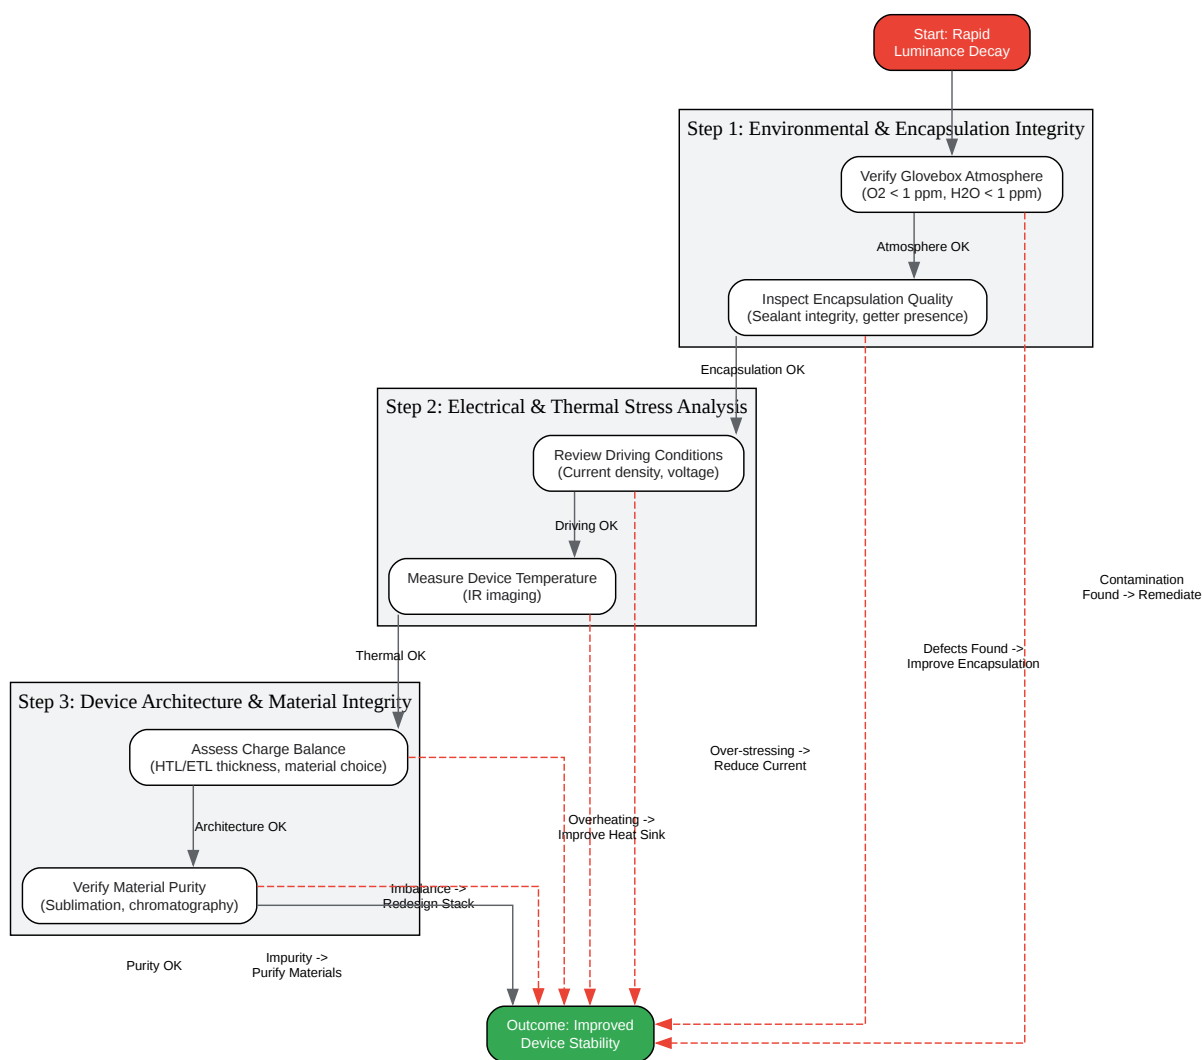 Start: Rapid
Luminance Decay
Step 1: Environmental & Encapsulation Integrity
Verify Glovebox Atmosphere
(O2 < 1 ppm, H2O < 1 ppm)
Atmosphere OK
Inspect Encapsulation Quality
(Sealant integrity, getter presence)
Encapsulation OK
Step 2: Electrical & Thermal Stress Analysis
Review Driving Conditions
(Current density, voltage)
Driving OK
Measure Device Temperature
(IR imaging)
Contamination
Found -> Remediate
Defects Found ->
Improve Encapsulation
Thermal OK
Step 3: Device Architecture & Material Integrity
Assess Charge Balance
(HTL/ETL thickness, material choice)
Over-stressing ->
Reduce Current
Architecture OK
Overheating ->
Improve Heat Sink
Verify Material Purity
(Sublimation, chromatography)
Imbalance ->
Redesign Stack
Purity OK
Impurity ->
Purify Materials
Outcome: Improved
Device Stability